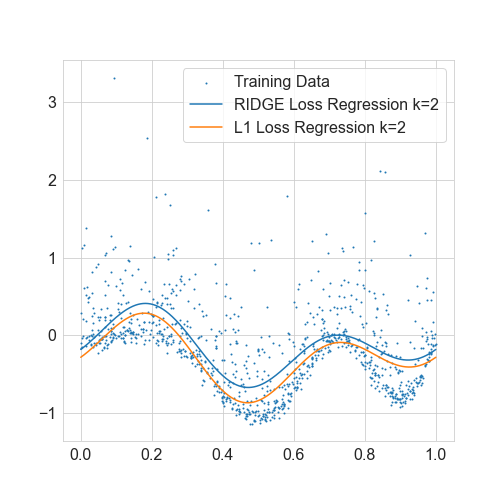 Training Data
RIDGE Loss Regression k=2
L1 Loss Regression k=2
3
2
1
0
−1
0.0 0.2 0.4 0.6 0.8 1.0